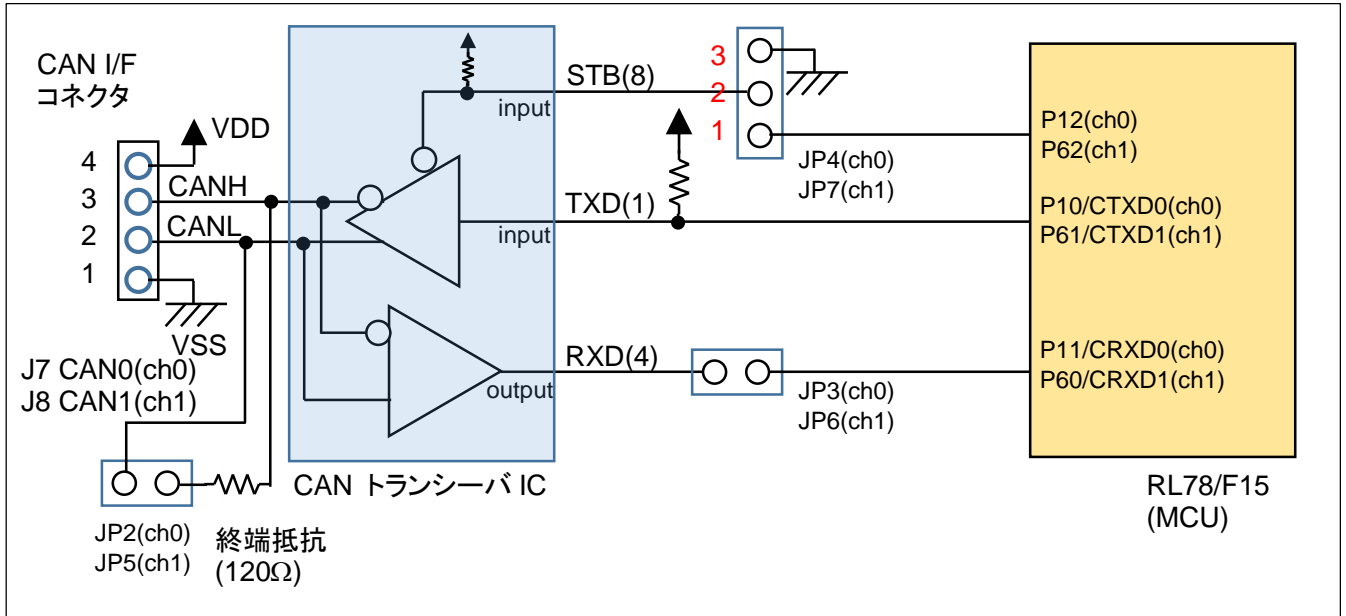 CAN I/F
コネクタ
4
3
2
1
VDD
CANH
CANL
VSS
J7 CAN0(ch0)
J8 CAN1(ch1)
JP2(ch0)
JP5(ch1)
終端抵抗
(120Ω)
CAN トランシーバ IC
STB(8)
input
TXD(1)
input
RXD(4)
output
3
2
1
JP4(ch0)
JP7(ch1)
JP3(ch0)
JP6(ch1)
P12(ch0)
P62(ch1)
P10/CTXD0(ch0)
P61/CTXD1(ch1)
P11/CRXD0(ch0)
P60/CRXD1(ch1)
RL78/F15
(MCU)